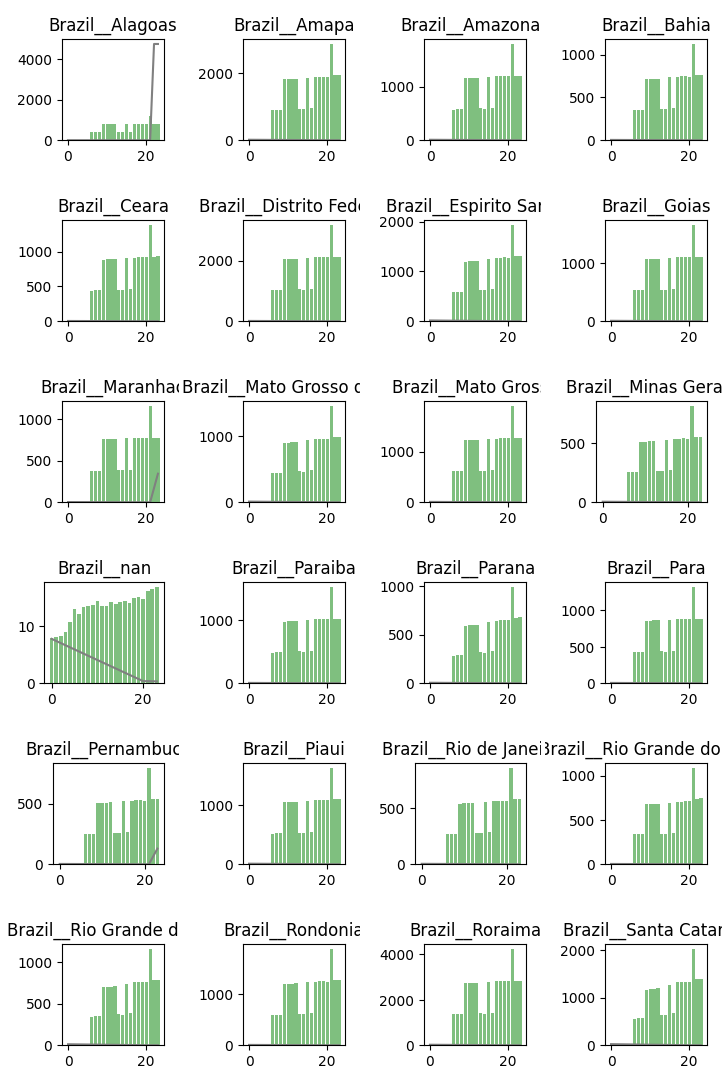 Brazil__Alagoas Brazil__Amapa Brazil__Amazona Brazil__Bahia
4000 2000 0 0 20
2000 0 0 20
1000 0 0 20
1000 500 0 0 20
Brazil__Ceara Brazil__Distrito Fede Brazil__Espirito San Brazil__Goias
1000 500 0 0 20
2000 0 0 20
2000 1000 0 0 20
1000 0 0 20
Brazil__Maranhao Brazil__Mato Grosso d Brazil__Mato Gros Brazil__Minas Gera
1000 500 0 0 20
1000 0 0 20
1000 0 0 20
500 0 0 20
Brazil__nan Brazil__Paraiba Brazil__Parana Brazil__Para
10 0 0 20
1000 0 0 20
1000 500 0 0 20
1000 500 0 0 20
Brazil__Pernambuc Brazil__Piaui Brazil__Rio de Janei Brazil__Rio Grande do
500 0 0 20
1000 0 0 20
500 0 0 20
1000 500 0 0 20
Brazil__Rio Grande d Brazil__Rondonia Brazil__Roraima Brazil__Santa Catar
1000 500 0 0 20
1000 0 0 20
4000 2000 0 0 20
2000 1000 0 0 20